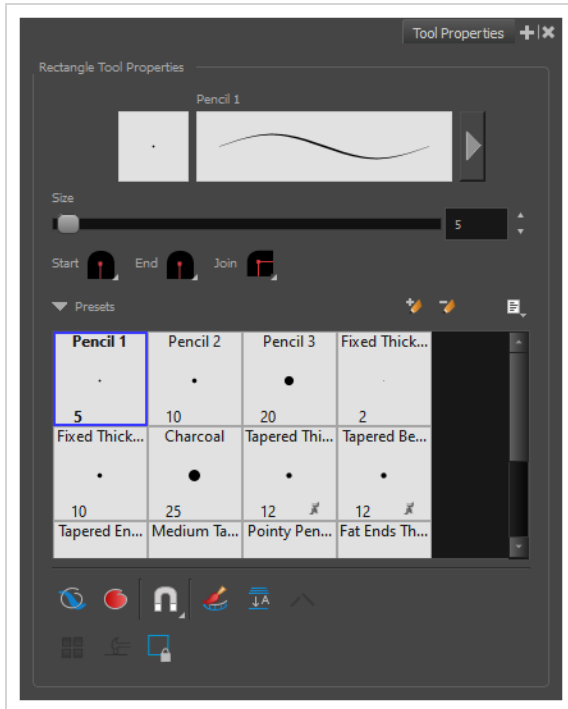 Tool Properties
Rectangle Tool Properties
Pencil 1
Size
5
Start End Join
Presets
Pencil 1 Pencil 2 Pencil 3 Fixed Thick...
5 10 20 2
Fixed Thick... Charcoal Tapered Thi... Tapered Be...
10 25 12 12
Tapered En... Medium Ta... Pointy Pen... Fat Ends Th...
A